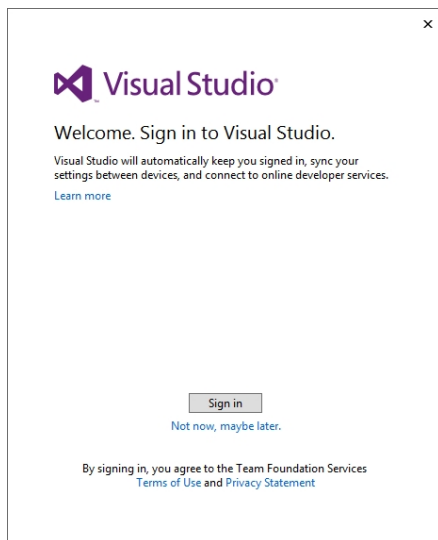 Visual Studio
Welcome. Sign in to Visual Studio.
Visual Studio will automatically keep you signed in, sync your
settings between devices, and connect to online developer services.
Learn more
Sign in
Not now, maybe later.
By signing in, you agree to the Team Foundation Services
Terms of Use and Privacy Statement